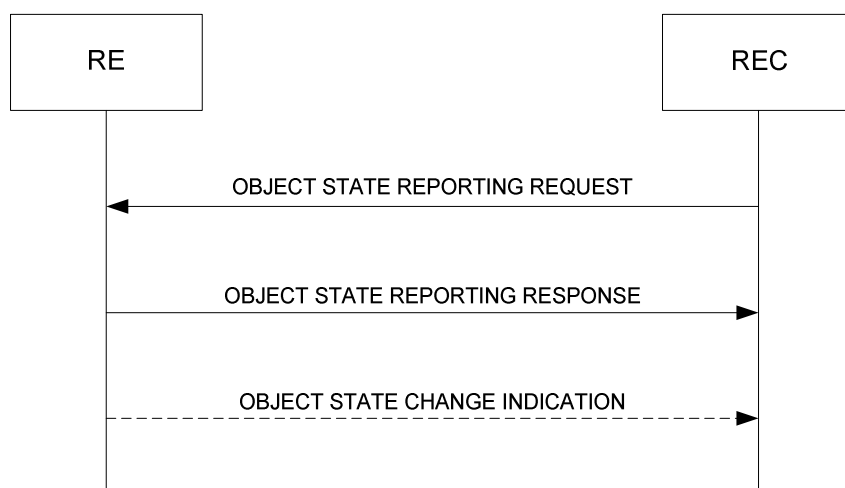 RE
REC
OBJECT STATE REPORTING REQUEST
OBJECT STATE REPORTING RESPONSE
OBJECT STATE CHANGE INDICATION